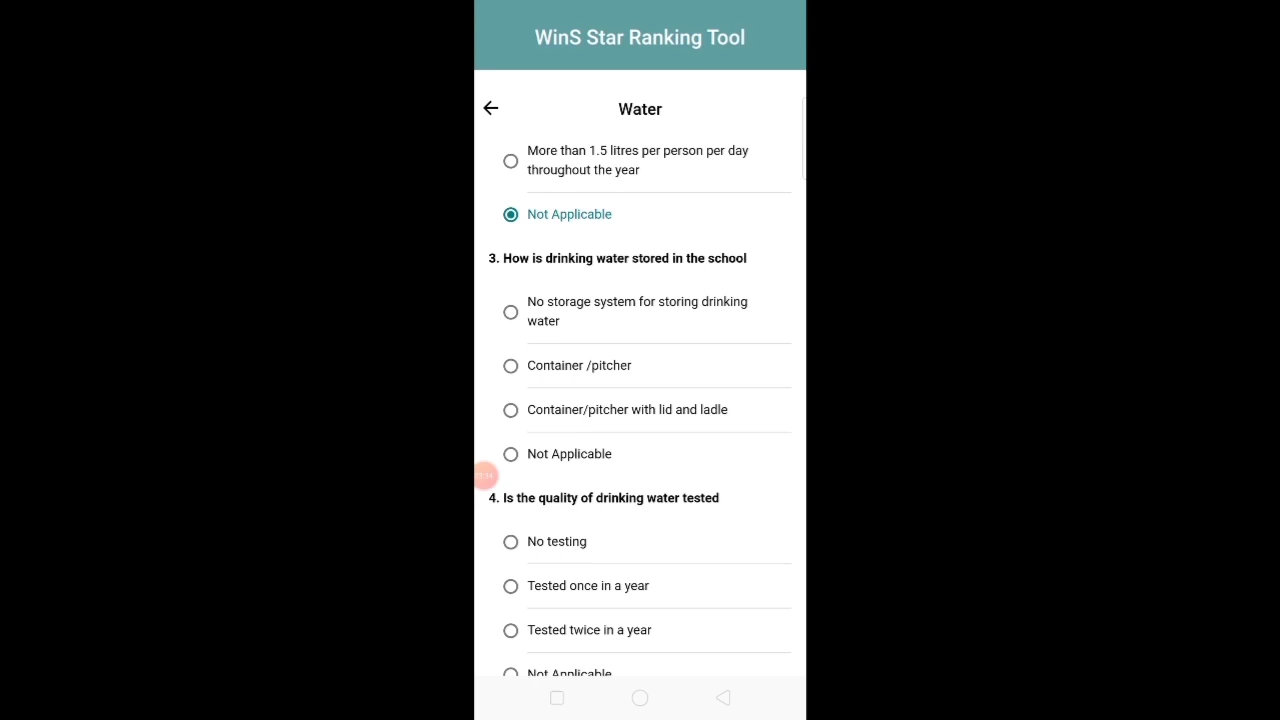 WinS Star Ranking Tool
Water
More than 1.5 litres per person per day
throughout the year
Not Applicable
3. How is drinking water stored in the school
No storage system for storing drinking
water
Container /pitcher
Container/pitcher with lid and ladle
Not Applicable
4. Is the quality of drinking water tested
No testing
Tested once in a year
Tested twice in a year
Not Applicable